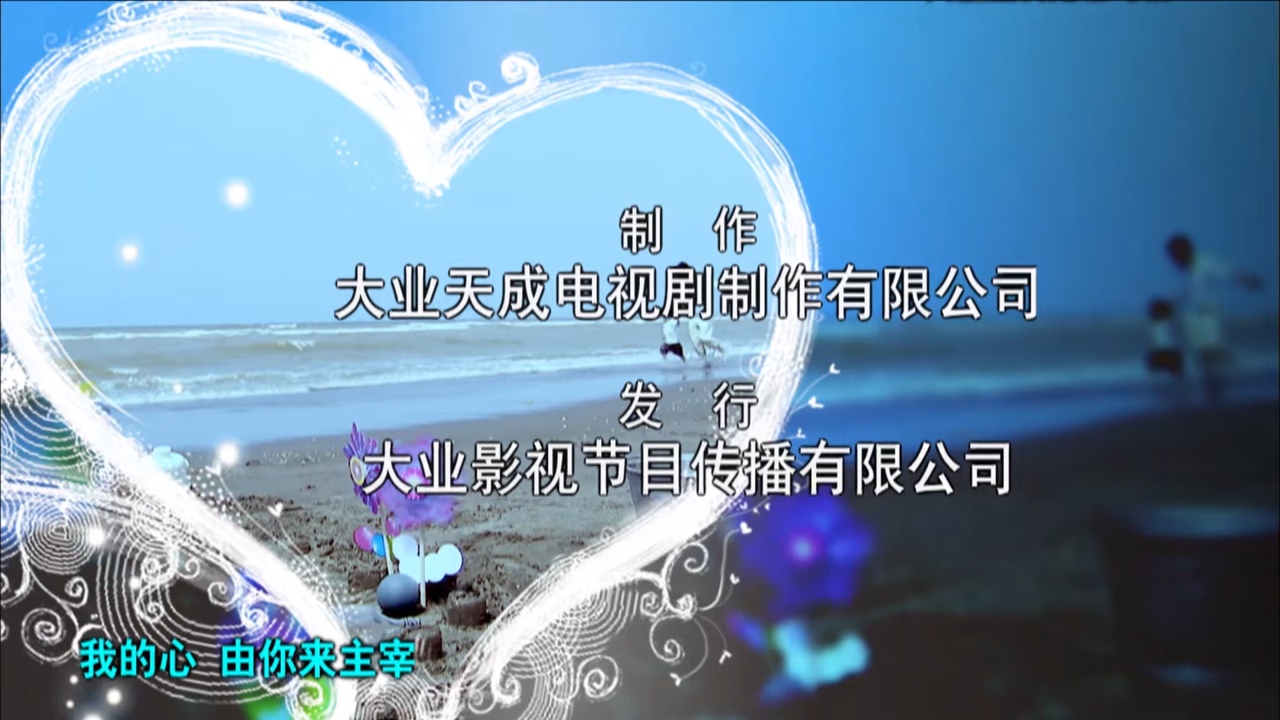 制 作
大业天成电视剧制作有限公司
发 行
大业影视节目传播有限公司
我的心 由你来主宰